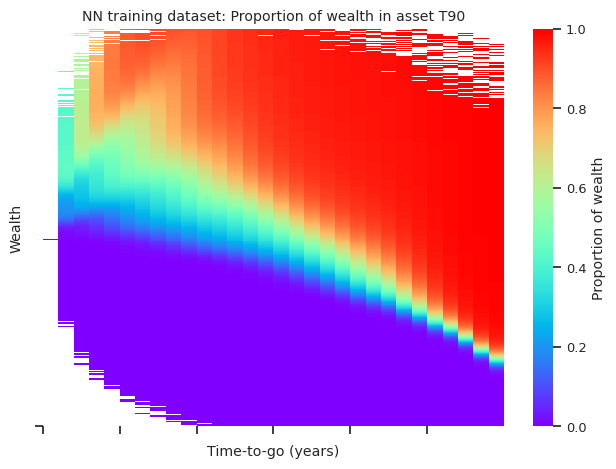 NN training dataset: Proportion of wealth in asset T90
Wealth
Time-to-go (years)
1.0
0.8
0.6
0.4
0.2
0.0
Proportion of wealth